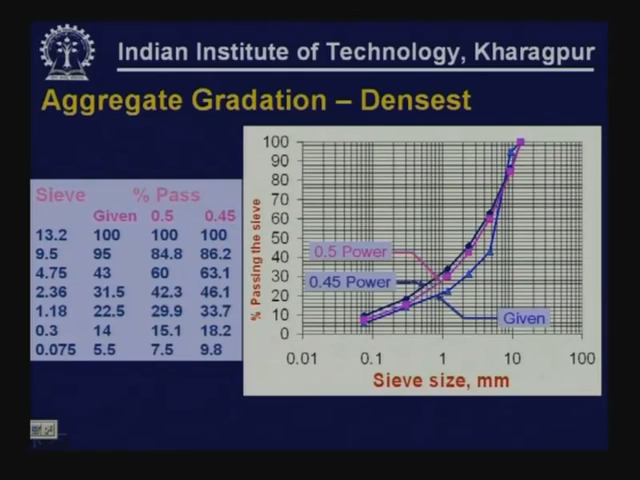 Indian Institute of Technology, Kharagpur
Aggregate Gradation – Densest
Sieve % Pass
Given 0.5 0.45
13.2 100 100 100
9.5 95 84.8 86.2
4.75 43 60 63.1
2.36 31.5 42.3 46.1
1.18 22.5 29.9 33.7
0.3 14 15.1 18.2
0.075 5.5 7.5 9.8
% Passing the sieve
100
90
80
70
60
50
40
30
20
10
0
0.5 Power
0.45 Power
Given
0.01 0.1 1 10 100
Sieve size, mm